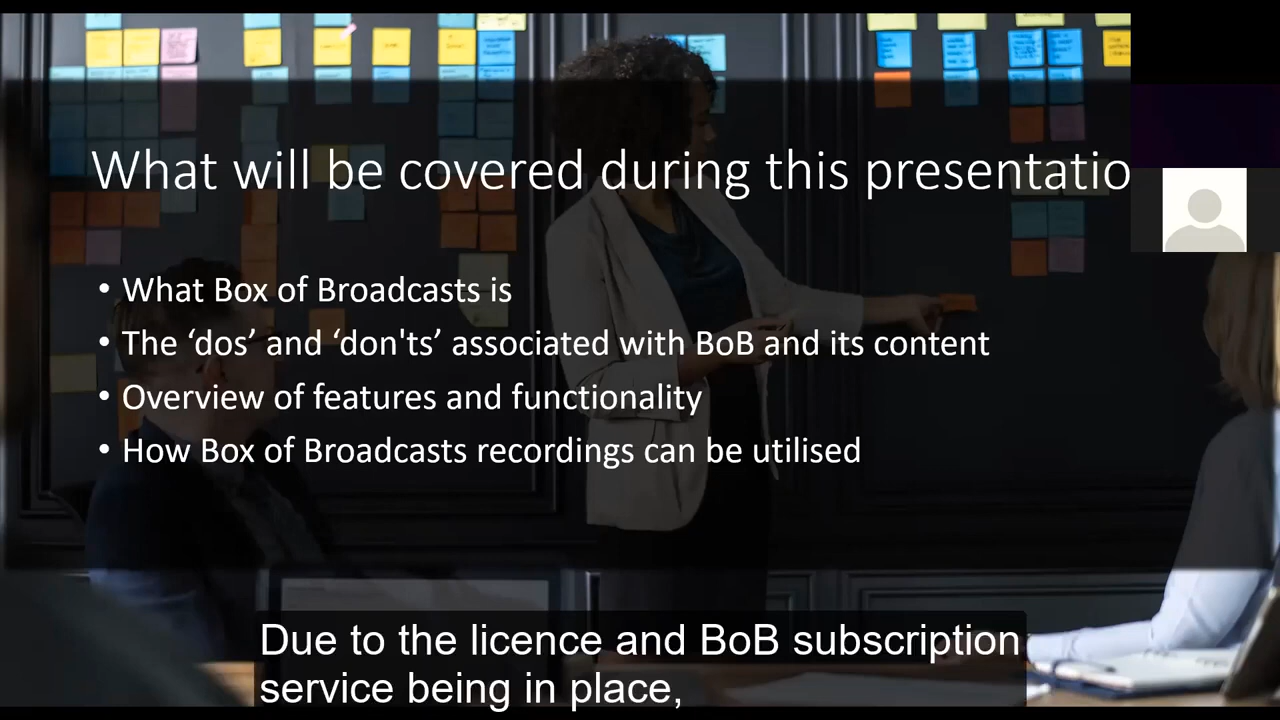 What will be covered during this presentatio
• What Box of Broadcasts is
• The ‘dos’ and ‘don'ts’ associated with BoB and its content
• Overview of features and functionality
• How Box of Broadcasts recordings can be utilised
Due to the licence and BoB subscription
service being in place,